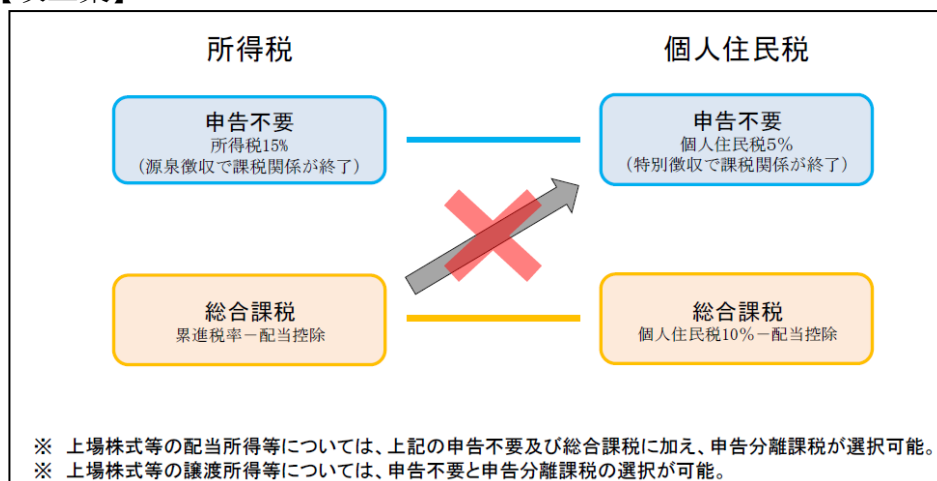 所得税
個人住民税
申告不要
所得税15%
(源泉徴収で課税関係が終了)
申告不要
個人住民税5%
(特別徴収で課税関係が終了)
総合課税
累進税率-配当控除
総合課税
個人住民税10%-配当控除
※ 上場株式等の配当所得等については、上記の申告不要及び総合課税に加え、申告分離課税が選択可能。
※ 上場株式等の譲渡所得等については、申告不要と申告分離課税の選択が可能。